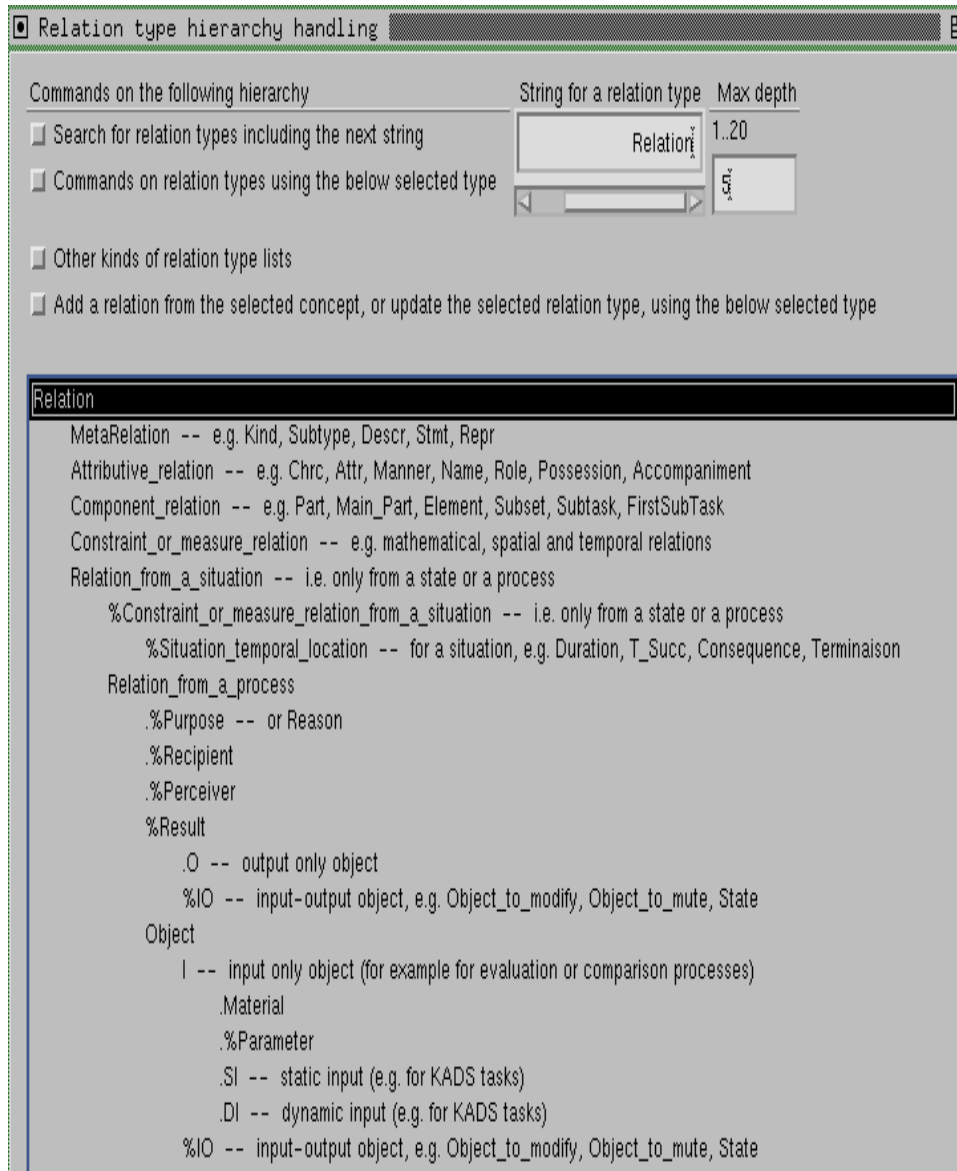 Relation type hierarchy handling
Commands on the following hierarchy
String for a relation type
Max depth
Search for relation types including the next string
Relation
1..20
Commands on relation types using the below selected type
5
Other kinds of relation type lists
Add a relation from the selected concept, or update the selected relation type, using the below selected type
Relation
MetaRelation -- e.g. Kind, Subtype, Descr, Stmt, Repr
Attributive_relation -- e.g. Chrc, Attr, Manner, Name, Role, Possession, Accompaniment
Component_relation -- e.g. Part, Main_Part, Element, Subset, Subtask, FirstSubTask
Constraint_or_measure_relation -- e.g. mathematical, spatial and temporal relations
Relation_from_a_situation -- i.e. only from a state or a process
%Constraint_or_measure_relation_from_a_situation -- i.e. only from a state or a process
%Situation_temporal_location -- for a situation, e.g. Duration, T_Succ, Consequence, Terminaison
Relation_from_a_process
.%Purpose -- or Reason
.%Recipient
.%Perceiver
%Result
.O -- output only object
%IO -- input-output object, e.g. Object_to_modify, Object_to_mute, State
Object
I -- input only object (for example for evaluation or comparison processes)
.Material
.%Parameter
.SI -- static input (e.g. for KADS tasks)
.DI -- dynamic input (e.g. for KADS tasks)
%IO -- input-output object, e.g. Object_to_modify, Object_to_mute, State